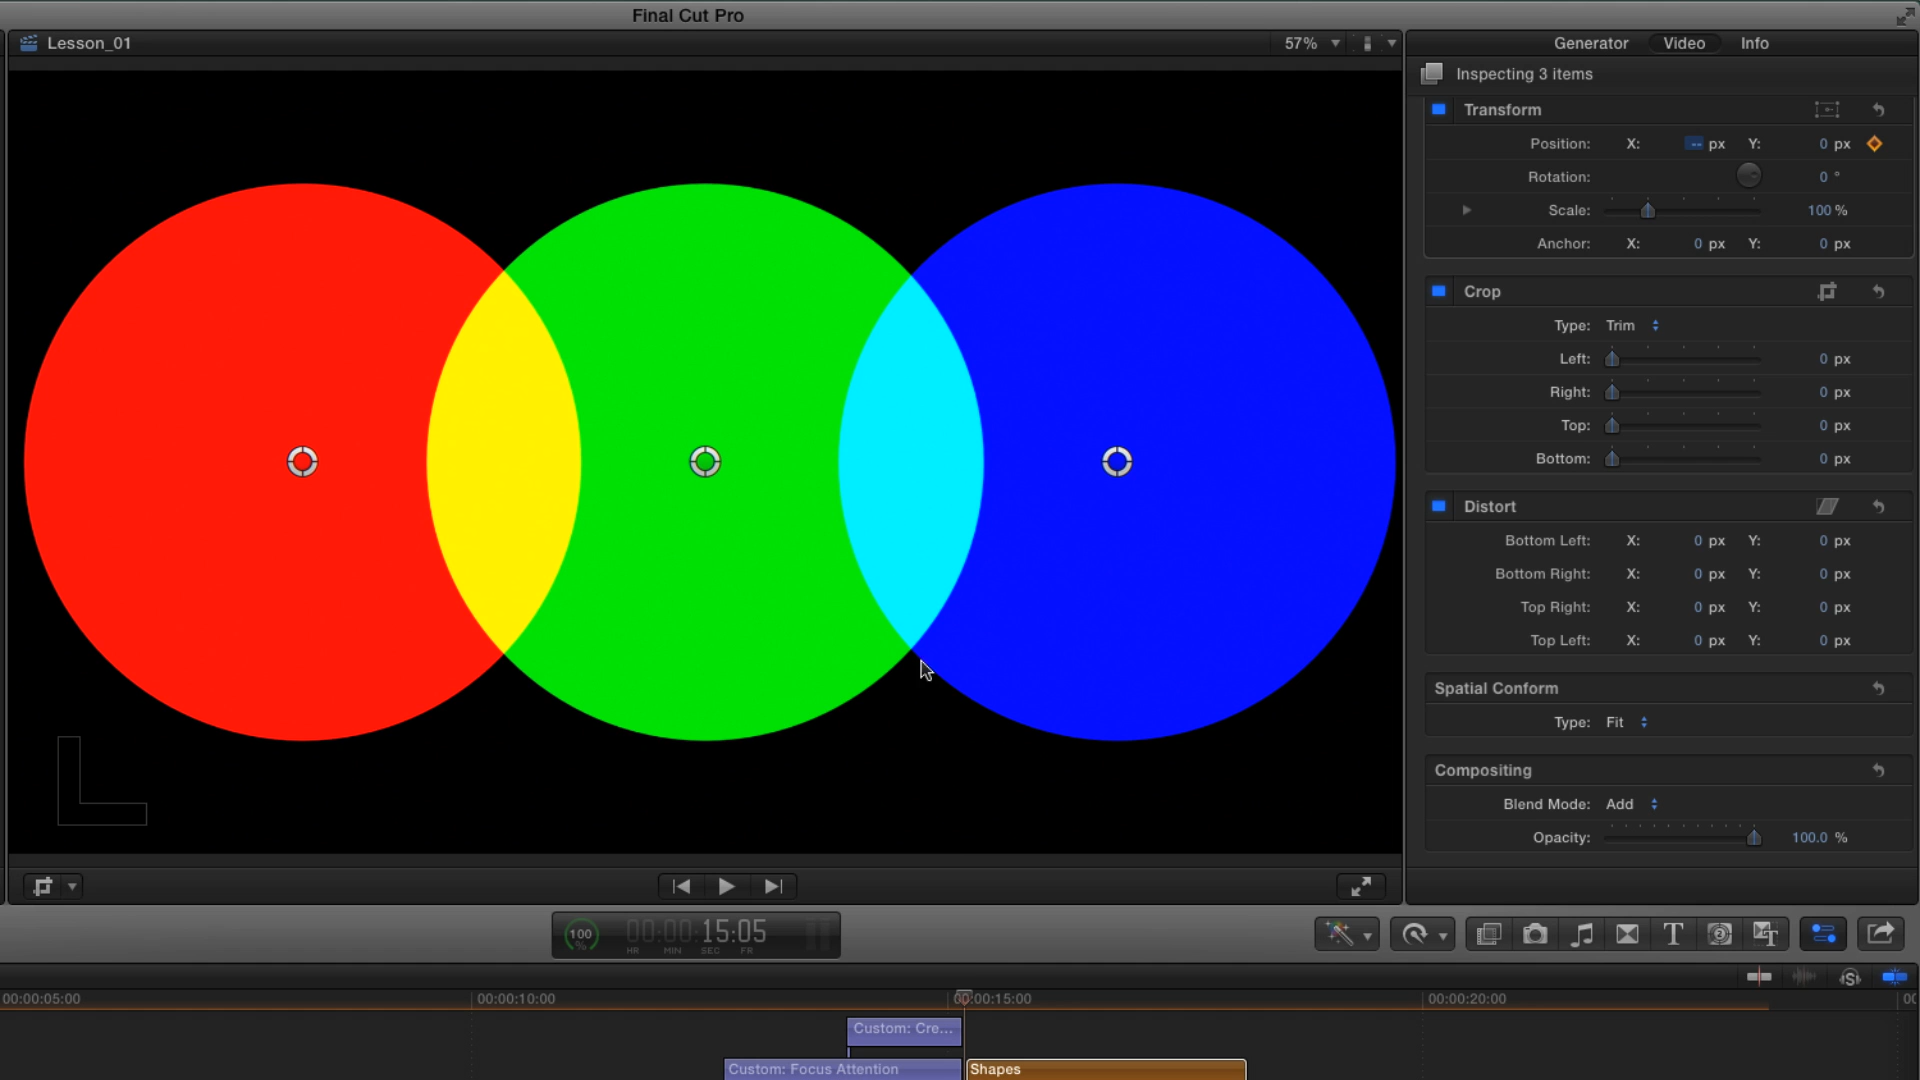 Final Cut Pro
Lesson_01
57%
Generator Video Info
Inspecting 3 items
Transform
Position: X: -- px Y: 0 px
Rotation: 0 °
Scale: 100 %
Anchor: X: 0 px Y: 0 px
Crop
Type: Trim
Left: 0 px
Right: 0 px
Top: 0 px
Bottom: 0 px
Distort
Bottom Left: X: 0 px Y: 0 px
Bottom Right: X: 0 px Y: 0 px
Top Right: X: 0 px Y: 0 px
Top Left: X: 0 px Y: 0 px
Spatial Conform
Type: Fit
Compositing
Blend Mode: Add
Opacity: 100.0 %
100 %
00:00:15:05
HR MIN SEC FR
00:00:05:00 00:00:10:00 00:00:15:00 00:00:20:00
Custom: Cre...
Custom: Focus Attention Shapes